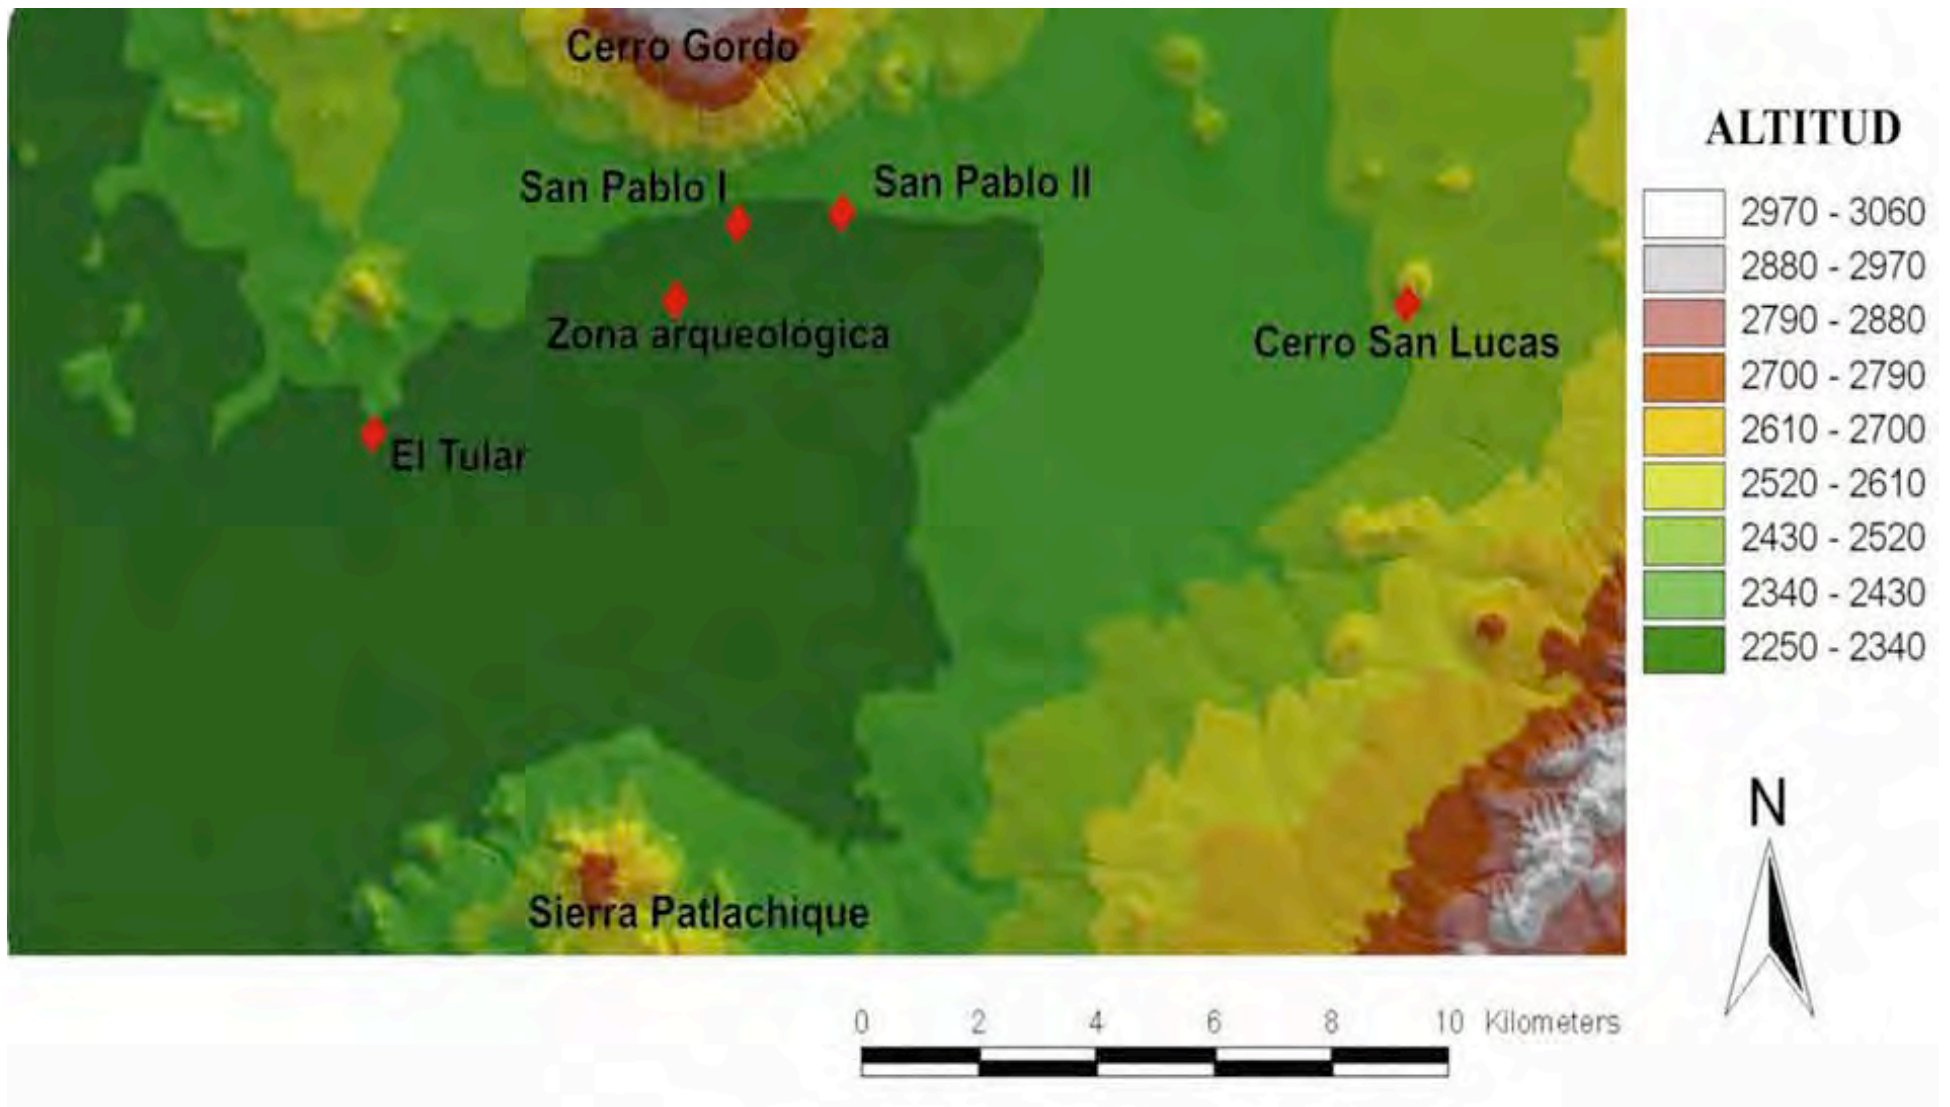 Cerro Gordo
San Pablo I
San Pablo II
Zona arqueológica
Cerro San Lucas
El Tular
Sierra Patlachique
ALTITUD
2970 - 3060
2880 - 2970
2790 - 2880
2700 - 2790
2610 - 2700
2520 - 2610
2430 - 2520
2340 - 2430
2250 - 2340
N
0 2 4 6 8 10 Kilometers